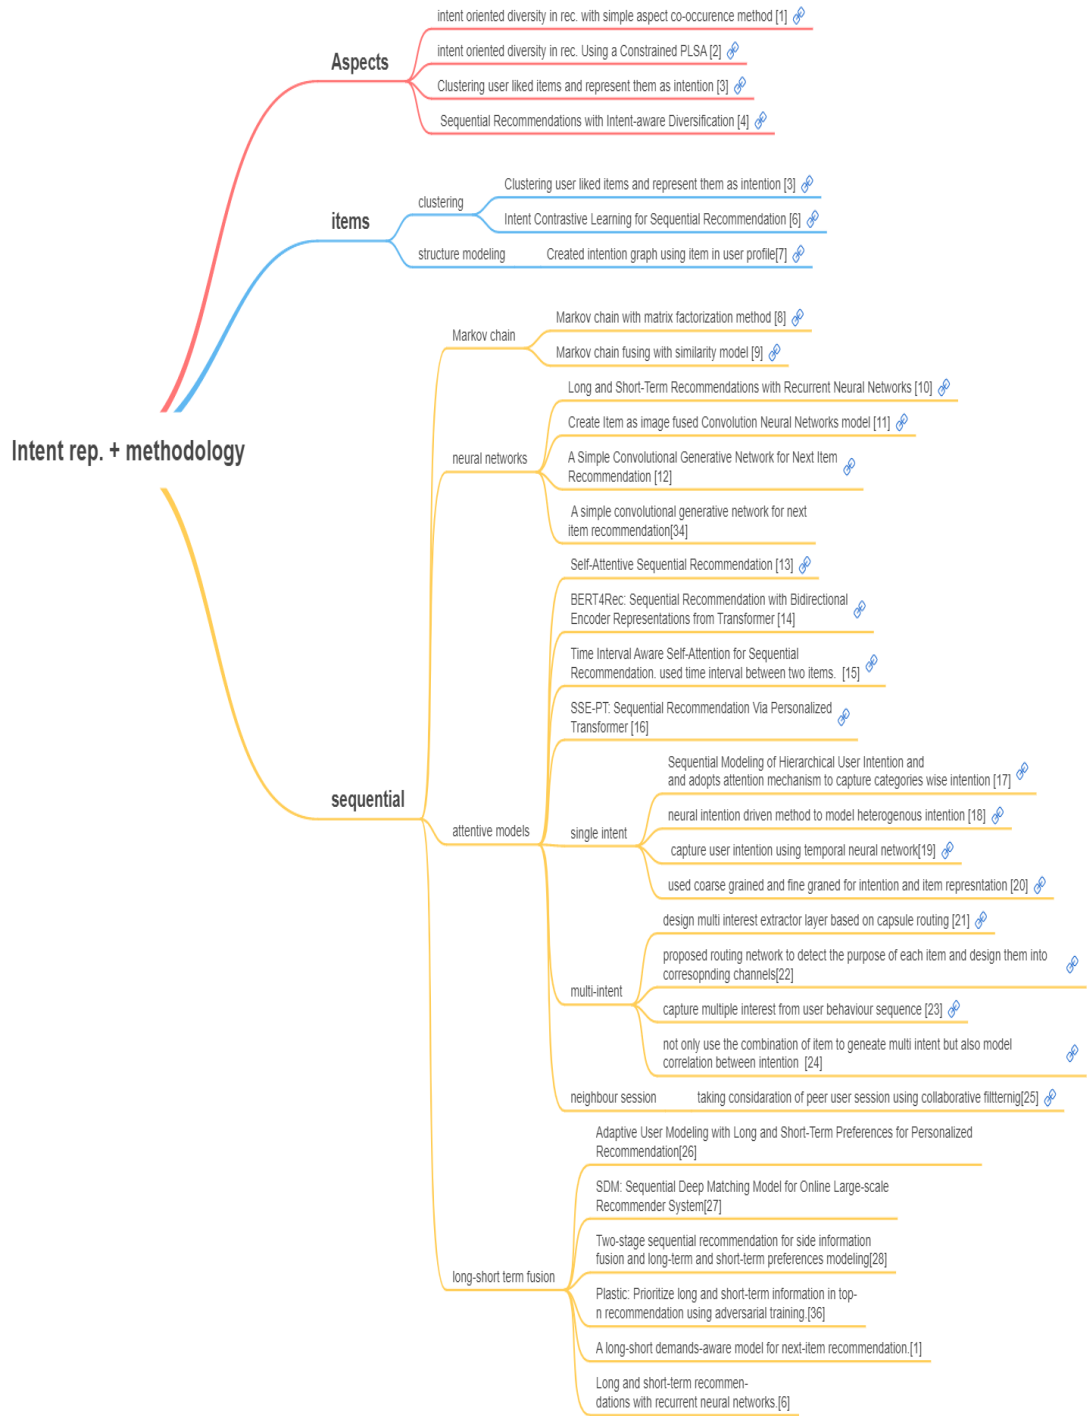 intent oriented diversity in rec. with simple aspect co-occurence method [1]
Aspects
intent oriented diversity in rec. Using a Constrained PLSA [2]
Clustering user liked items and represent them as intention [3]
Sequential Recommendations with Intent-aware Diversification [4]
items
clustering
Clustering user liked items and represent them as intention [3]
Intent Contrastive Learning for Sequential Recommendation [6]
structure modeling
Created intention graph using item in user profile[7]
Intent rep. + methodology
sequential
Markov chain
Markov chain with matrix factorization method [8]
Markov chain fusing with similarity model [9]
neural networks
Long and Short-Term Recommendations with Recurrent Neural Networks [10]
Create Item as image fused Convolution Neural Networks model [11]
A Simple Convolutional Generative Network for Next Item
Recommendation [12]
A simple convolutional generative network for next
item recommendation[34]
attentive models
Self-Attentive Sequential Recommendation [13]
BERT4Rec: Sequential Recommendation with Bidirectional
Encoder Representations from Transformer [14]
Time Interval Aware Self-Attention for Sequential
Recommendation. used time interval between two items. [15]
SSE-PT: Sequential Recommendation Via Personalized
Transformer [16]
single intent
Sequential Modeling of Hierarchical User Intention and
and adopts attention mechanism to capture categories wise intention [17]
neural intention driven method to model heterogenous intention [18]
capture user intention using temporal neural network[19]
used coarse grained and fine graned for intention and item represntation [20]
multi-intent
design multi interest extractor layer based on capsule routing [21]
proposed routing network to detect the purpose of each item and design them into
corresopnding channels[22]
capture multiple interest from user behaviour sequence [23]
not only use the combination of item to geneate multi intent but also model
correlation between intention [24]
neighbour session
taking considaration of peer user session using collaborative filtternig[25]
long-short term fusion
Adaptive User Modeling with Long and Short-Term Preferences for Personalized
Recommendation[26]
SDM: Sequential Deep Matching Model for Online Large-scale
Recommender System[27]
Two-stage sequential recommendation for side information
fusion and long-term and short-term preferences modeling[28]
Plastic: Prioritize long and short-term information in top-
n recommendation using adversarial training.[36]
A long-short demands-aware model for next-item recommendation.[1]
Long and short-term recommen-
dations with recurrent neural networks.[6]